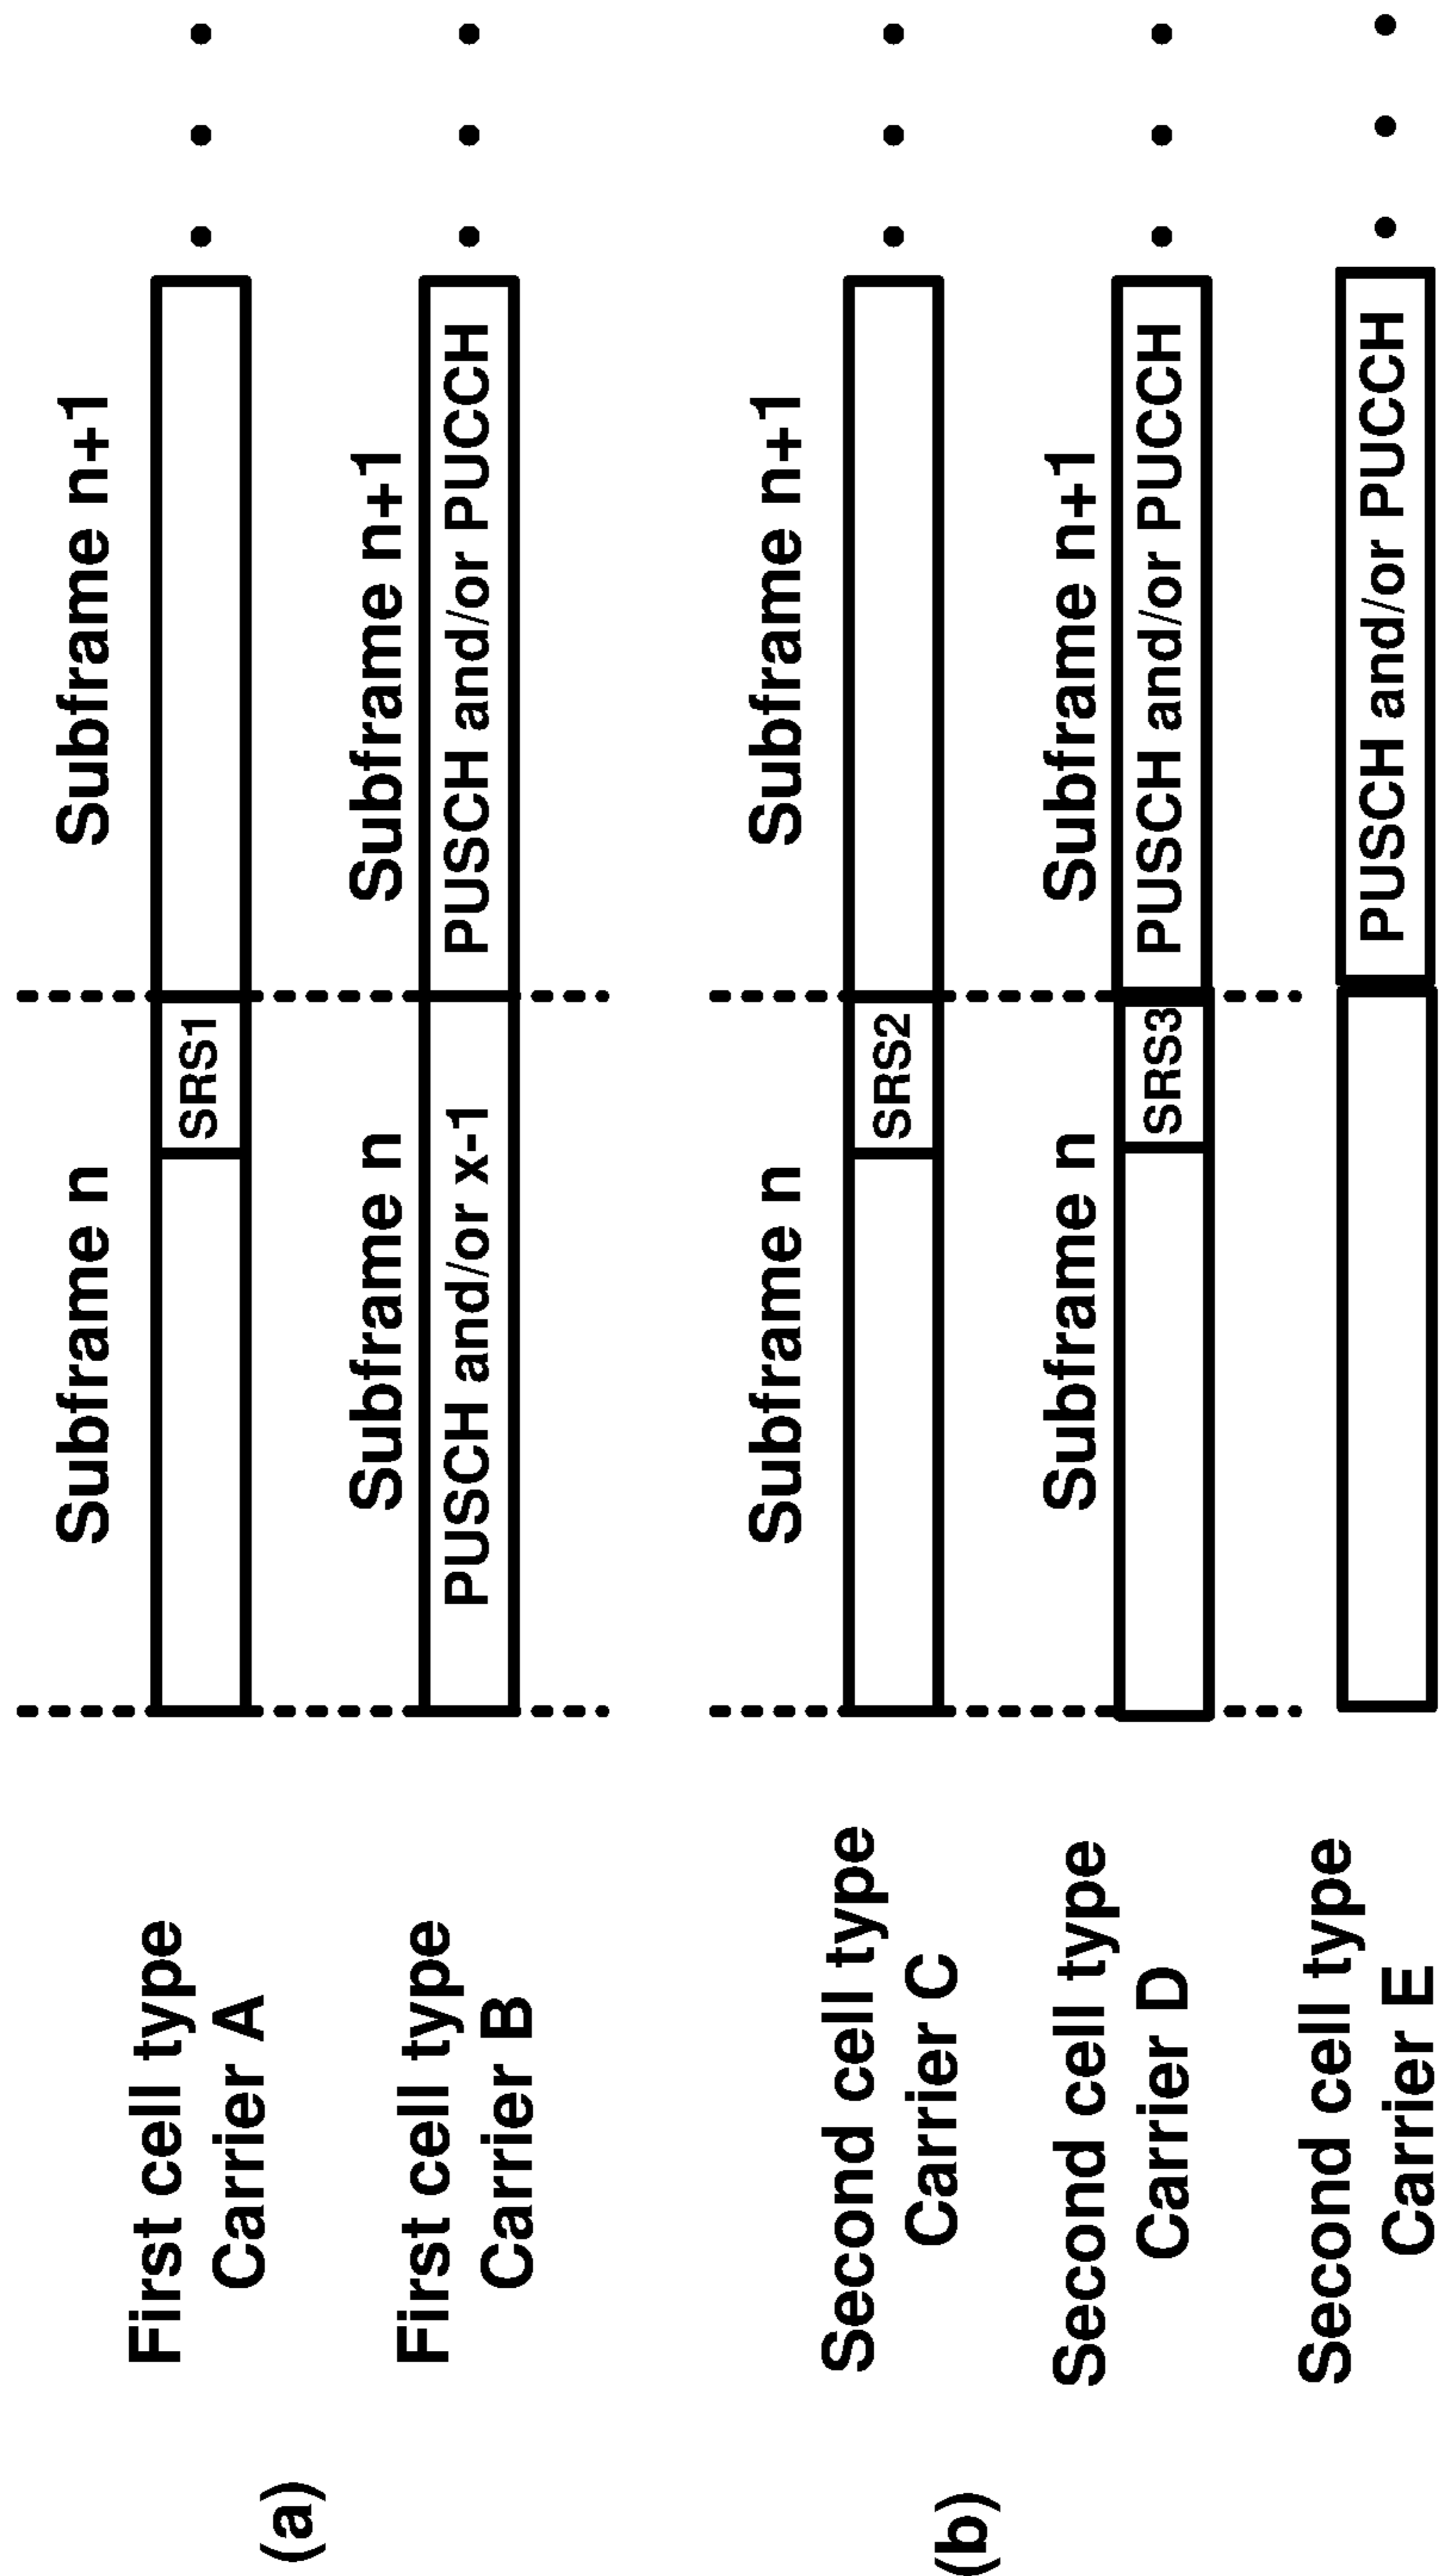 (a)
Subframe n
Subframe n+1
First cell type
Carrier A
SRS1
Subframe n
Subframe n+1
First cell type
Carrier B
PUSCH and/or x-1
PUSCH and/or PUCCH
(b)
Subframe n
Subframe n+1
Second cell type
Carrier C
SRS2
Subframe n
Subframe n+1
Second cell type
Carrier D
SRS3
PUSCH and/or PUCCH
Second cell type
Carrier E
PUSCH and/or PUCCH